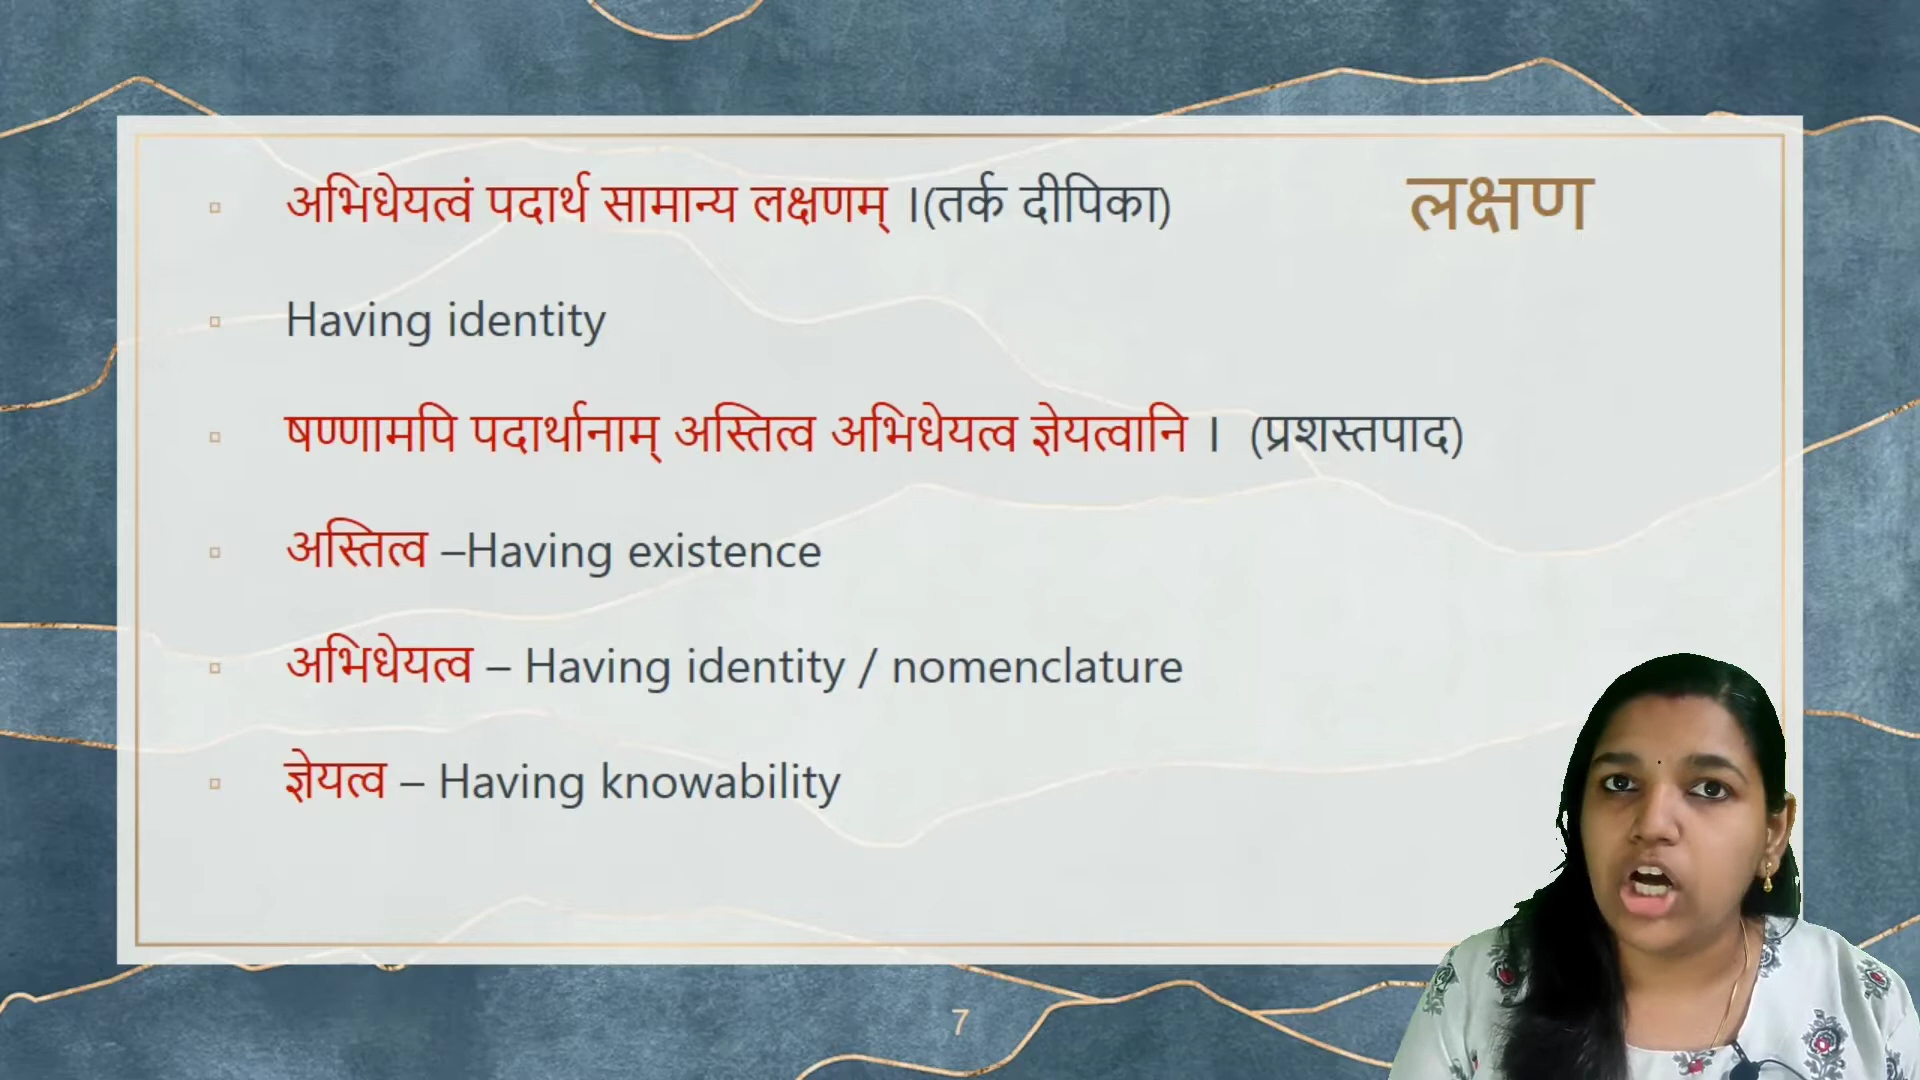 लक्षण
अभिधेयत्वं पदार्थ सामान्य लक्षणम् ।(तर्क दीपिका)
Having identity
षण्णामपि पदार्थानाम् अस्तित्व अभिधेयत्व ज्ञेयत्वानि । (प्रशस्तपाद)
अस्तित्व –Having existence
अभिधेयत्व – Having identity / nomenclature
ज्ञेयत्व – Having knowability
7